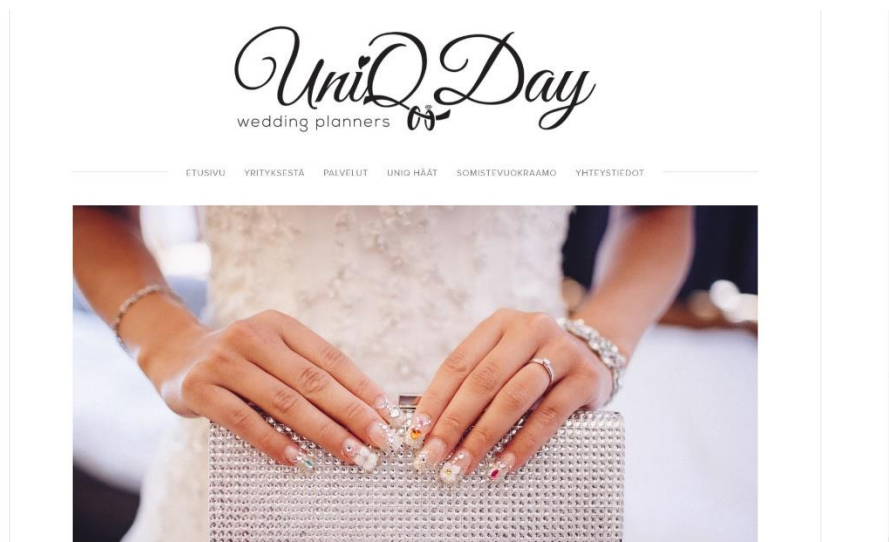 UniQ Day
wedding planners
ETUSIVU YRITYKSESTÄ PALVELUT UNIQ HÄÄT SOMISTEVUOKRAAMO YHTEYSTIEDOT